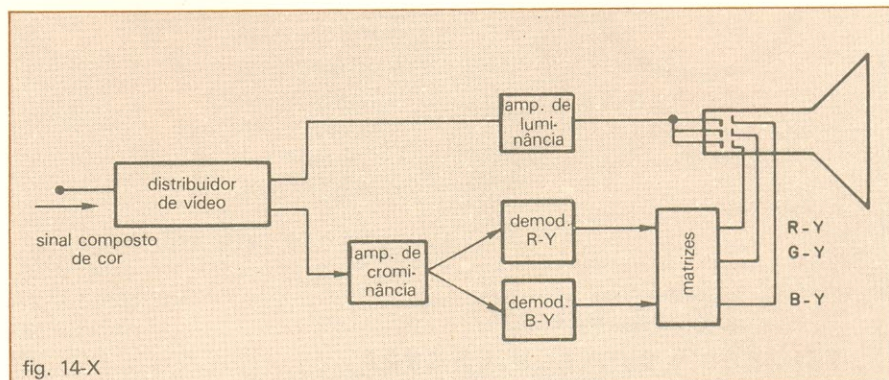 amp. de
lumi-
nância
distribuidor
de vídeo
sinal composto
de cor
amp. de
cromi-
nância
demod.
R-Y
demod.
B-Y
matrizes
R-Y
G-Y
B-Y
fig. 14-X